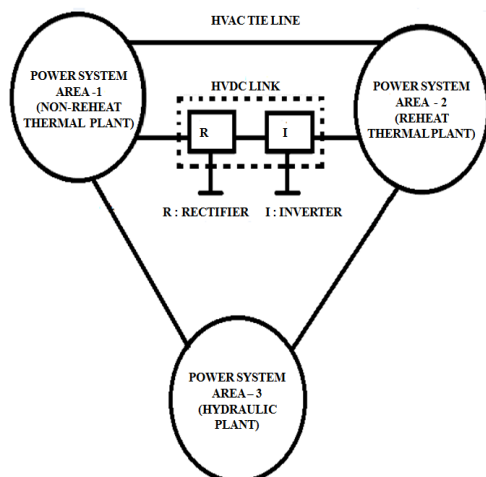 HVAC TIE LINE
POWER SYSTEM
AREA -1
(NON-REHEAT
THERMAL PLANT)
HVDC LINK
R
I
POWER SYSTEM
AREA - 2
(REHEAT
THERMAL PLANT)
R : RECTIFIER
I : INVERTER
POWER SYSTEM
AREA – 3
(HYDRAULIC
PLANT)